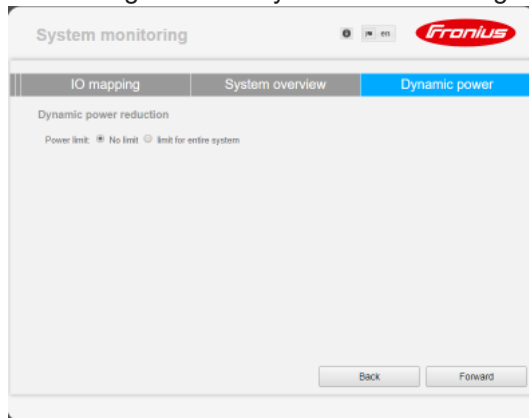 System monitoring
en
Fronius
IO mapping
System overview
Dynamic power
Dynamic power reduction
Power limit: No limit limit for entire system
Back
Forward